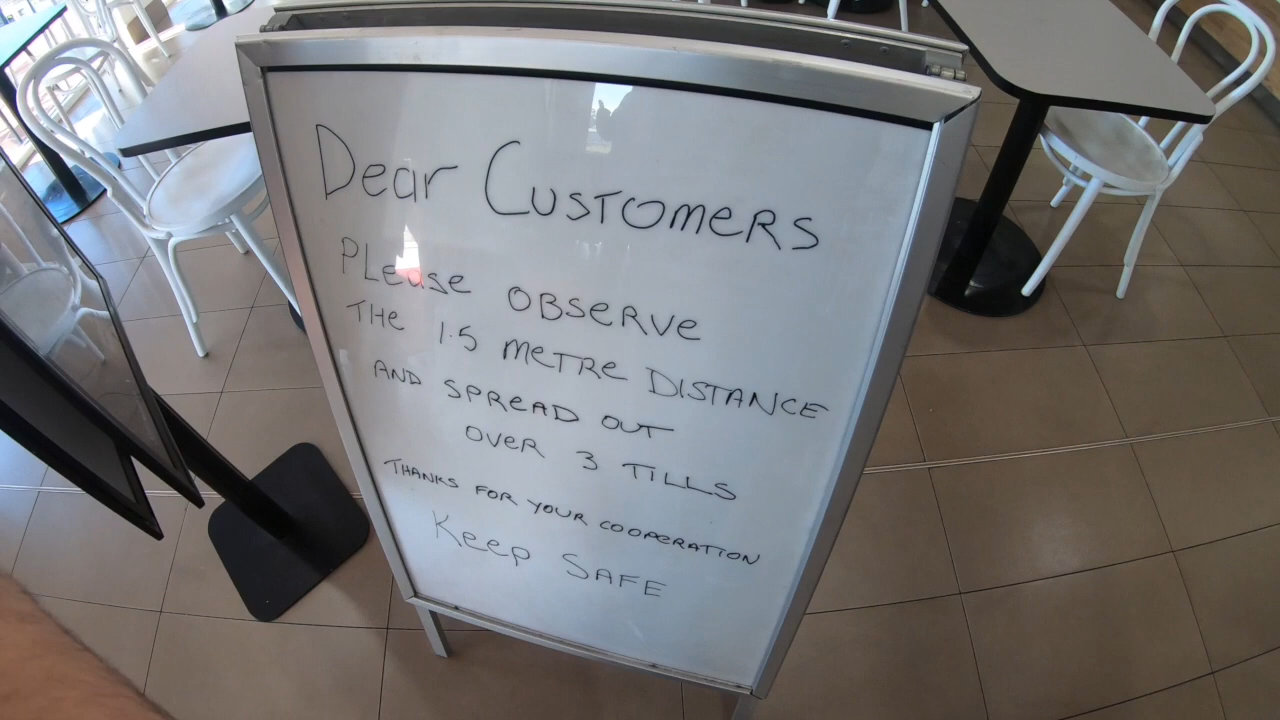 Dear CUSTOMERS
PLease OBSeRVe
THe 1.5 meTRe DISTANCE
AND SPREAD OUT
OVER 3 TILLS
THANKS FOR YOUR COOPERATION
Keep SAFE